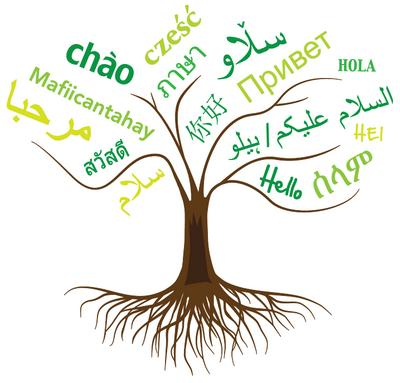 cześć
chào
ภาษา
سڵاو
Привет
HOLA
Mafiicantahay
مرحبا
你好
السلام عليكم/ہیلو
HEI
สวัสดี
سلام
Hello
ሰላም